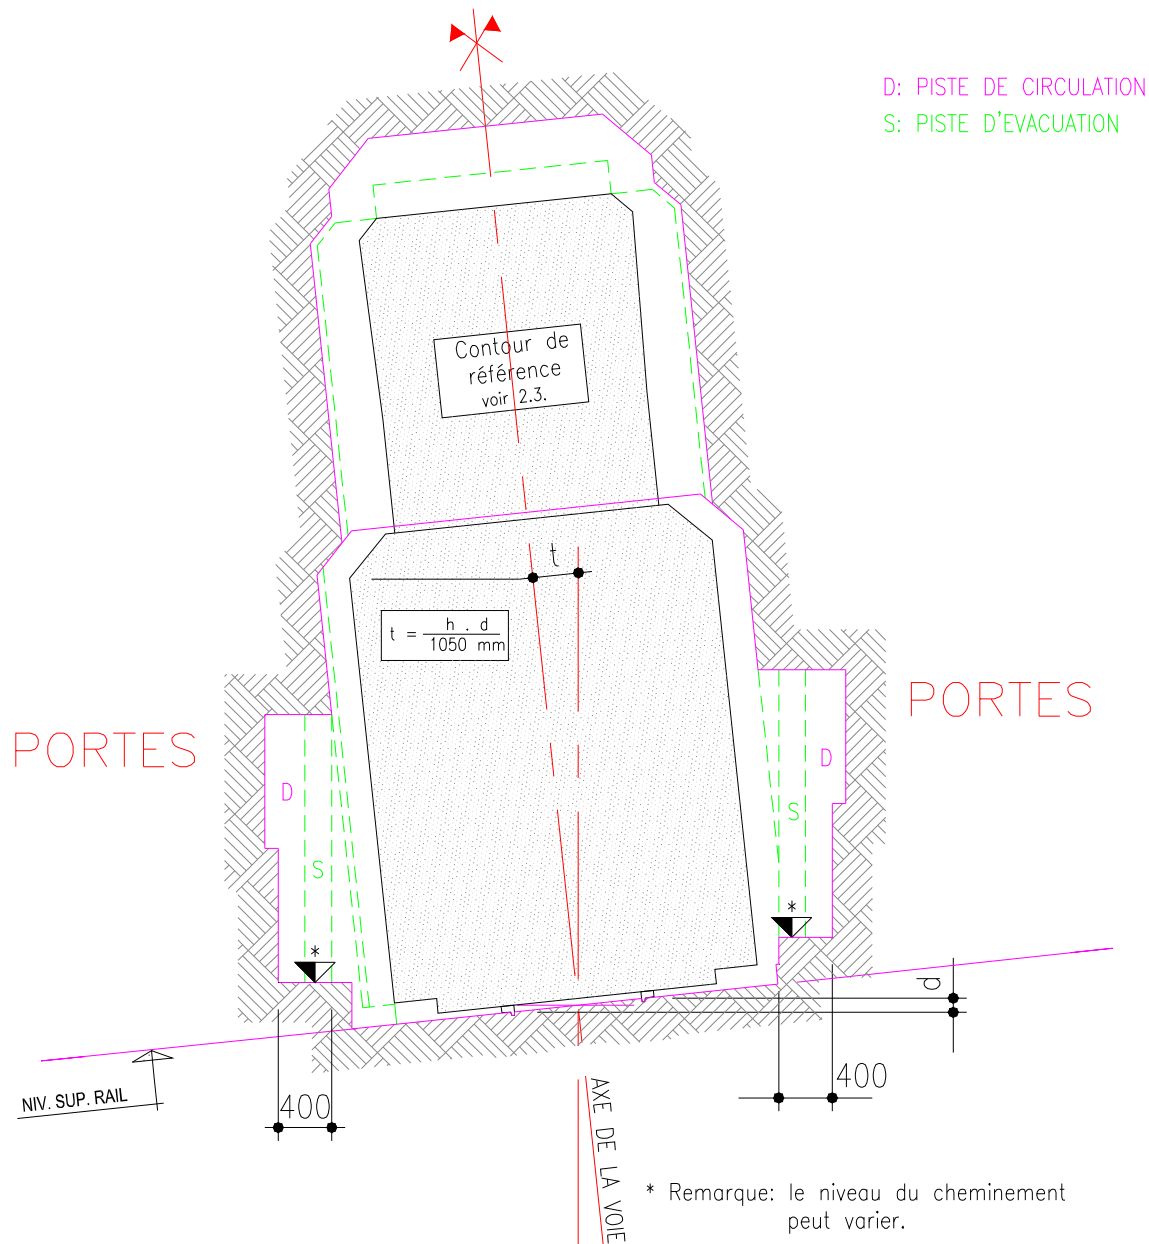 D: PISTE DE CIRCULATION
S: PISTE D'EVACUATION
Contour de
référence
voir 2.3.
t
t = h . d
1050 mm
PORTES
PORTES
D
D
S
S
*
*
d
NIV. SUP. RAIL
400
400
AXE DE LA VOIE
* Remarque: le niveau du cheminement
peut varier.